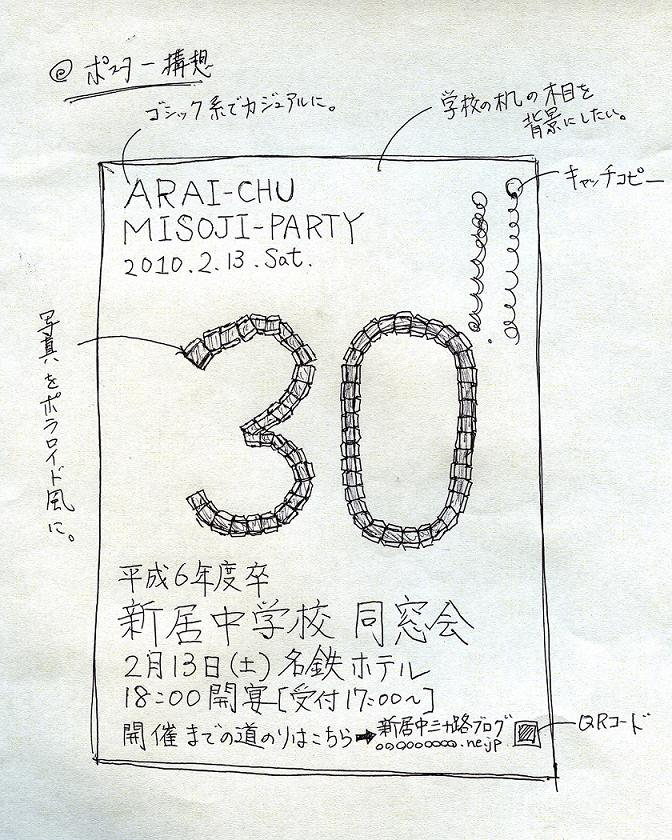 @ ポスター構想
ゴシック系でカジュアルに。
学校の机の木目を
背景にしたい。
キャッチコピー
ARAI-CHU
MISOJI-PARTY
2010.2.13.Sat.
写真をポラロイド風に。
30
平成6年度卒
新居中学校 同窓会
2月13日(土) 名鉄ホテル
18:00開宴[受付17:00〜]
開催までの道のりはこちら➡新居中三十路ブログ
ooooooooo.ne.jp
QRコード